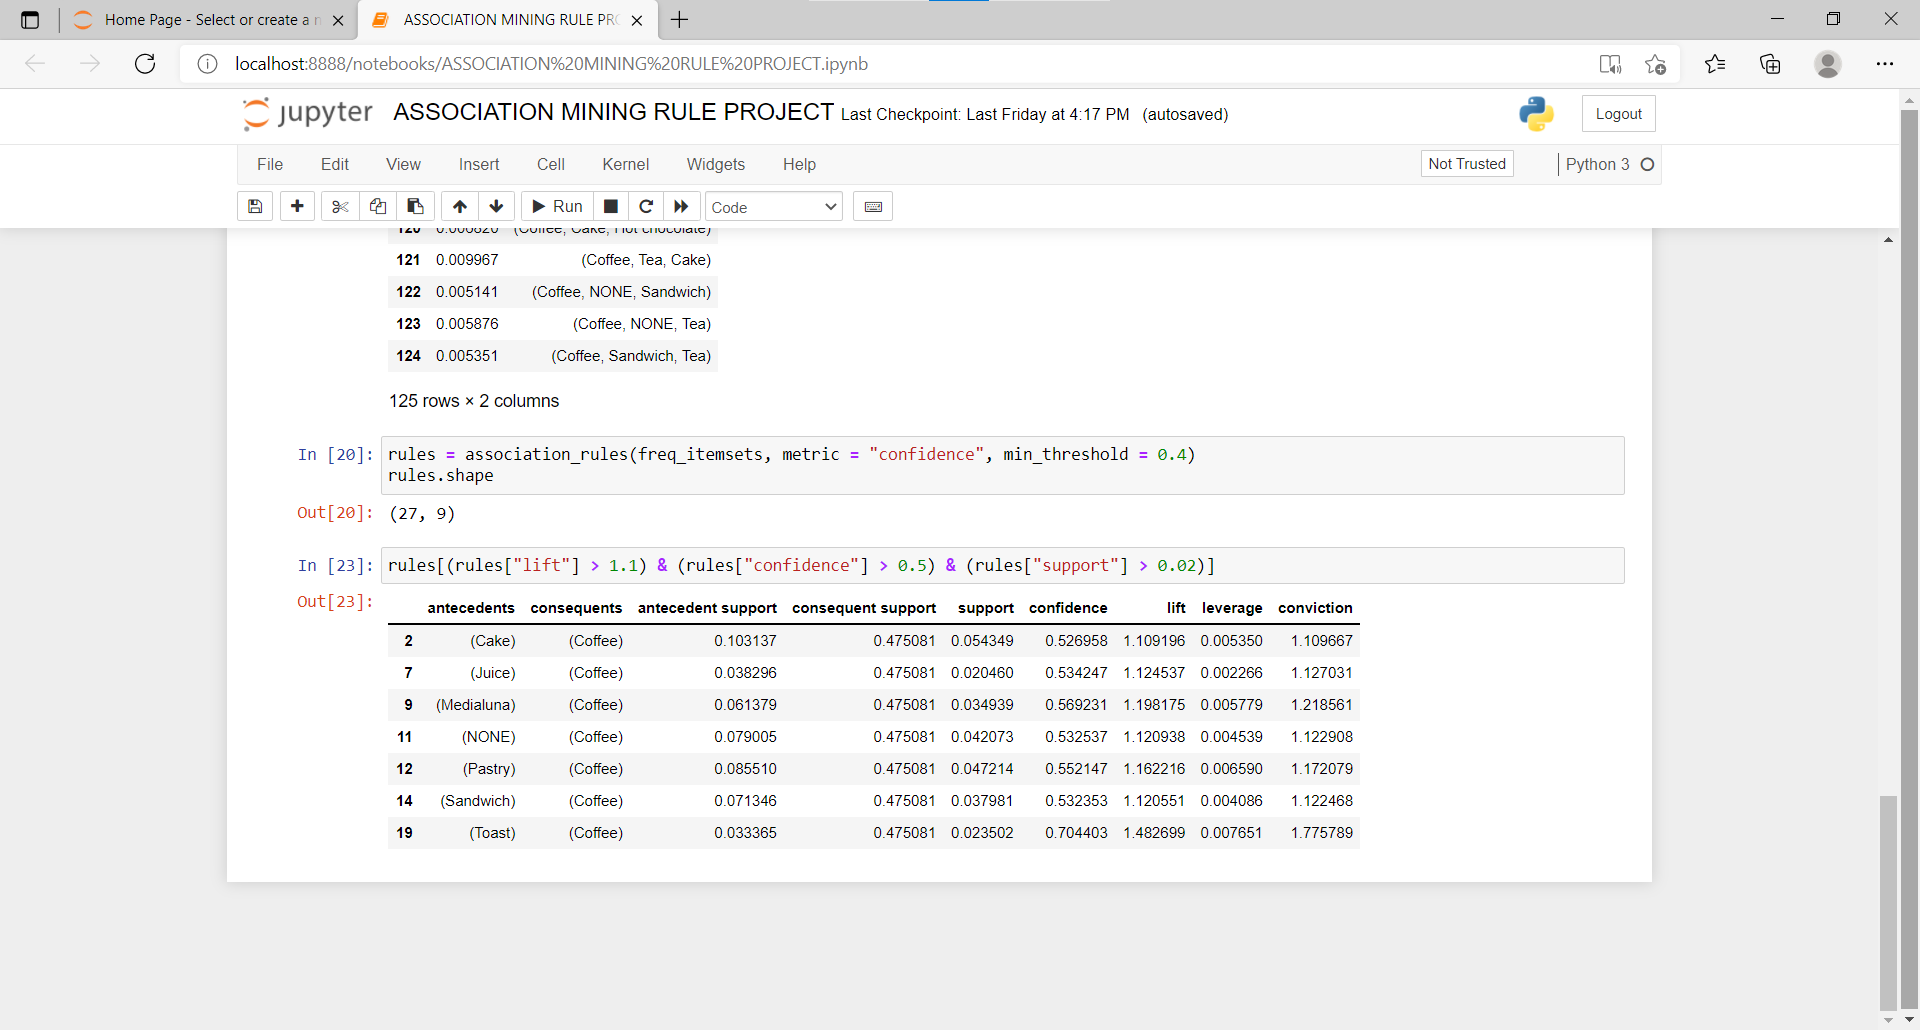 Home Page - Select or create a n
ASSOCIATION MINING RULE PRO
localhost:8888/notebooks/ASSOCIATION%20MINING%20RULE%20PROJECT.ipynb
jupyter ASSOCIATION MINING RULE PROJECT Last Checkpoint: Last Friday at 4:17 PM (autosaved)
Logout
File Edit View Insert Cell Kernel Widgets Help
Not Trusted Python 3
Run Code
120 0.006820 (Coffee, Cake, Hot chocolate)
121 0.009967 (Coffee, Tea, Cake)
122 0.005141 (Coffee, NONE, Sandwich)
123 0.005876 (Coffee, NONE, Tea)
124 0.005351 (Coffee, Sandwich, Tea)
125 rows × 2 columns
In [20]: rules = association_rules(freq_itemsets, metric = "confidence", min_threshold = 0.4)
rules.shape
Out[20]: (27, 9)
In [23]: rules[(rules["lift"] > 1.1) & (rules["confidence"] > 0.5) & (rules["support"] > 0.02)]
Out[23]:
antecedents consequents antecedent support consequent support support confidence lift leverage conviction
2 (Cake) (Coffee) 0.103137 0.475081 0.054349 0.526958 1.109196 0.005350 1.109667
7 (Juice) (Coffee) 0.038296 0.475081 0.020460 0.534247 1.124537 0.002266 1.127031
9 (Medialuna) (Coffee) 0.061379 0.475081 0.034939 0.569231 1.198175 0.005779 1.218561
11 (NONE) (Coffee) 0.079005 0.475081 0.042073 0.532537 1.120938 0.004539 1.122908
12 (Pastry) (Coffee) 0.085510 0.475081 0.047214 0.552147 1.162216 0.006590 1.172079
14 (Sandwich) (Coffee) 0.071346 0.475081 0.037981 0.532353 1.120551 0.004086 1.122468
19 (Toast) (Coffee) 0.033365 0.475081 0.023502 0.704403 1.482699 0.007651 1.775789